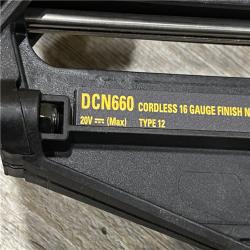 DCN660 CORDLESS 16 GAUGE FINISH N
20V ⎓ (Max) TYPE 12